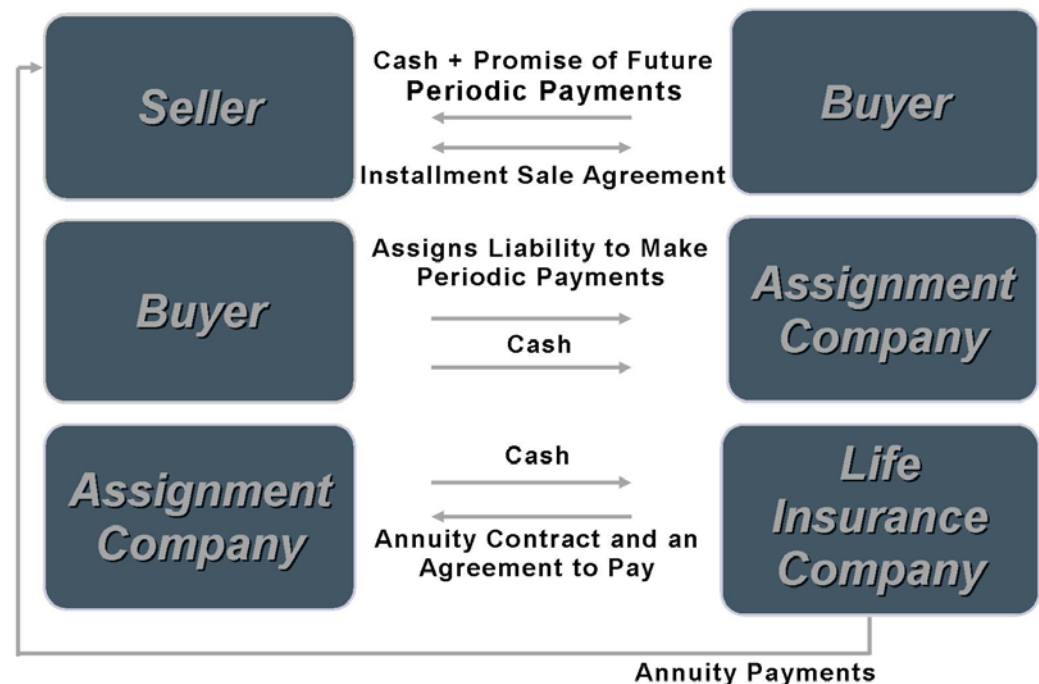 Seller
Cash + Promise of Future
Periodic Payments
Installment Sale Agreement
Buyer
Buyer
Assigns Liability to Make
Periodic Payments
Cash
Assignment
Company
Assignment
Company
Cash
Annuity Contract and an
Agreement to Pay
Life
Insurance
Company
Annuity Payments